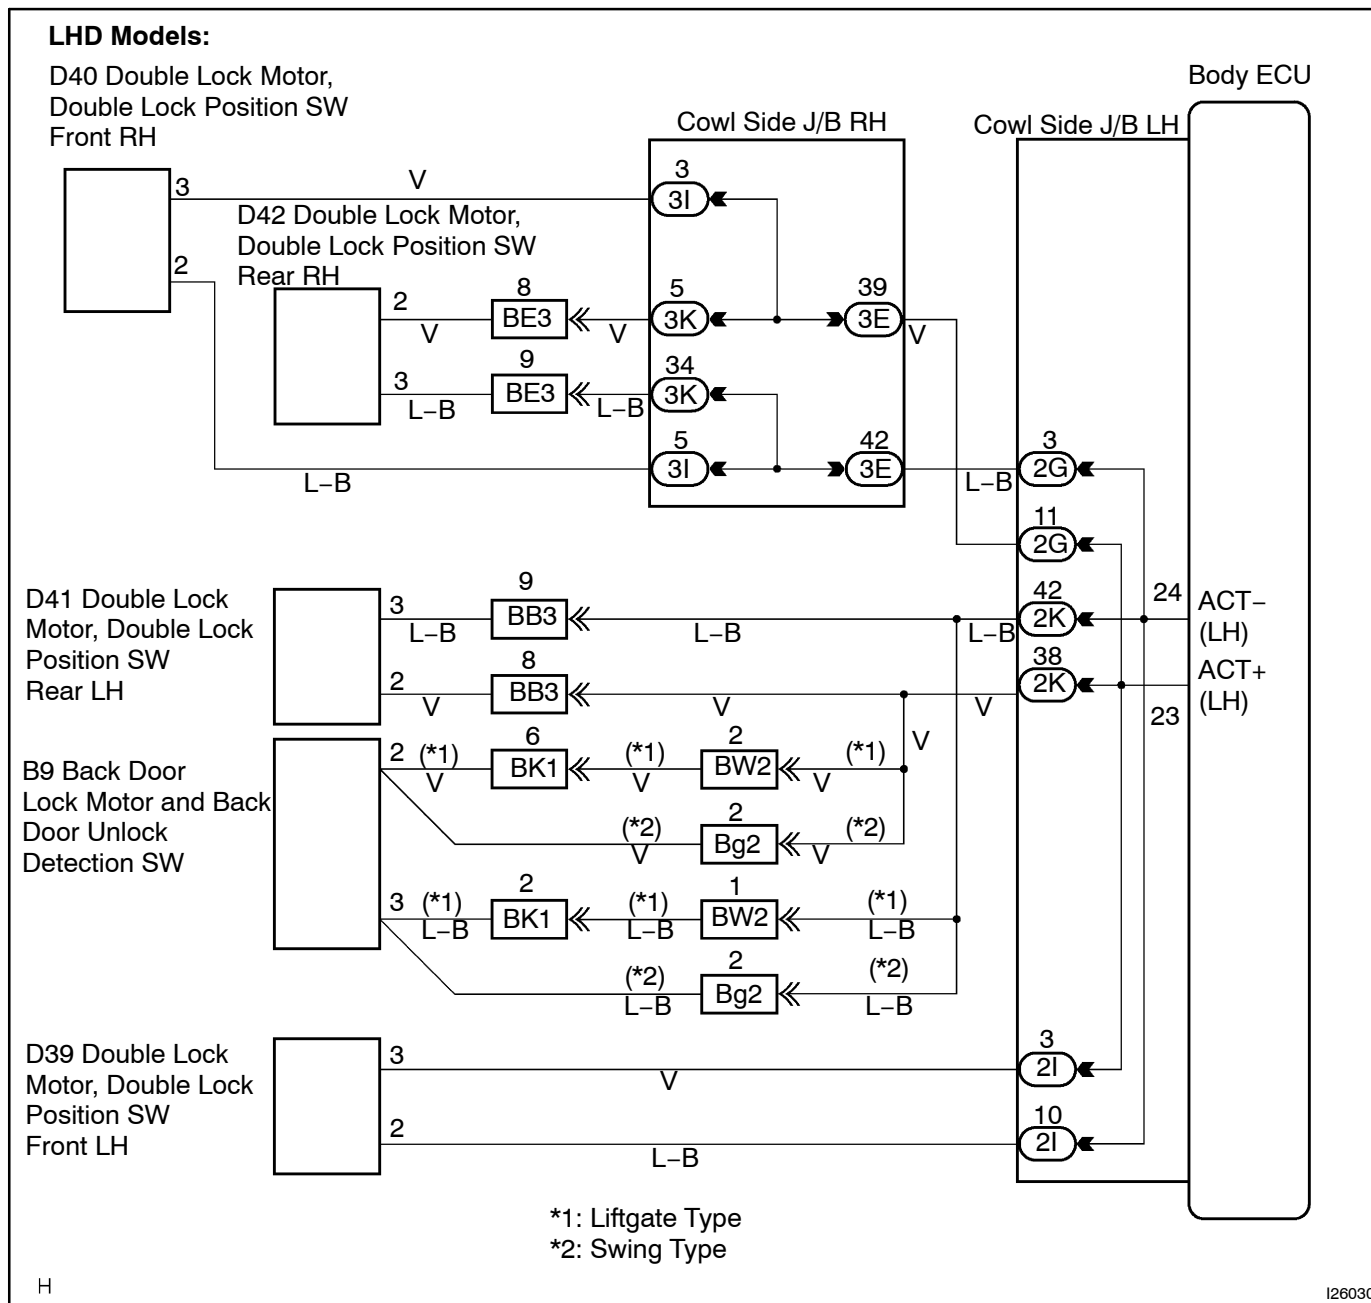 LHD Models:
D40 Double Lock Motor,
Double Lock Position SW
Front RH
Body ECU
Cowl Side J/B RH
Cowl Side J/B LH
3
V
3
3I
D42 Double Lock Motor,
Double Lock Position SW
Rear RH
2
2
V
8
BE3
V
5
3K
39
3E
V
3
L−B
9
BE3
L−B
34
3K
L−B
5
3I
42
3E
L−B
3
2G
11
2G
D41 Double Lock
Motor, Double Lock
Position SW
Rear LH
3
L−B
9
BB3
L−B
L−B
42
2K
24
ACT−
(LH)
2
V
8
BB3
V
V
38
2K
23
ACT+
(LH)
V
B9 Back Door
Lock Motor and Back
Door Unlock
Detection SW
2
(*1)
V
6
BK1
(*1)
V
2
BW2
(*1)
V
(*2)
V
2
Bg2
(*2)
V
3
(*1)
L−B
2
BK1
(*1)
L−B
1
BW2
(*1)
L−B
(*2)
L−B
2
Bg2
(*2)
L−B
D39 Double Lock
Motor, Double Lock
Position SW
Front LH
3
V
3
2I
2
L−B
10
2I
*1: Liftgate Type
*2: Swing Type
H
I26030